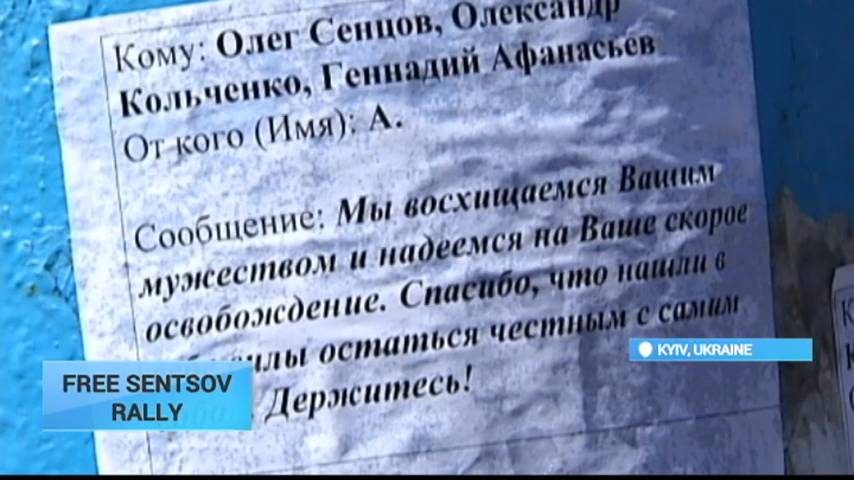 Кому: Олег Сенцов, Олександр
Кольченко, Геннадий Афанасьев
От кого (Имя): А.
Сообщение: Мы восхищаемся Вашим
мужеством и надеемся на Ваше скорое
освобождение. Спасибо, что нашли в
остаться честным с самим
Держитесь!
KYIV, UKRAINE
FREE SENTSOV
RALLY